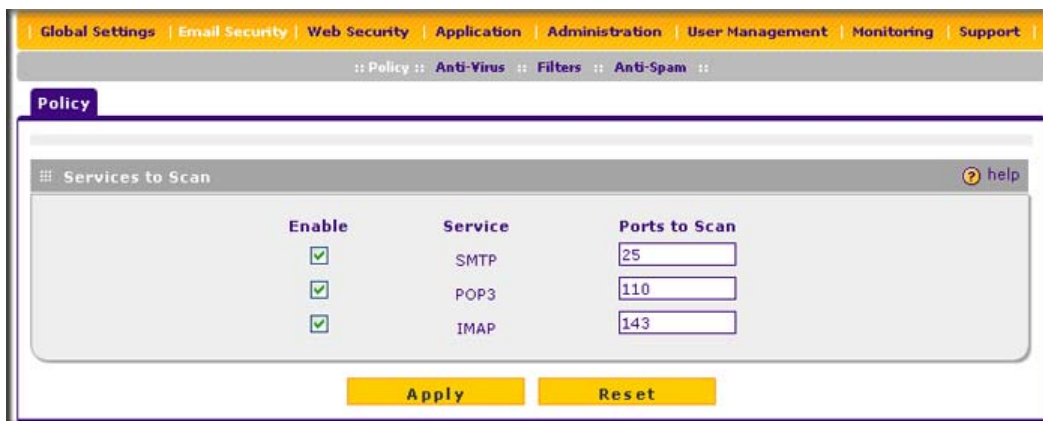 | Global Settings | Email Security | Web Security | Application | Administration | User Management | Monitoring | Support |
:: Policy :: Anti-Virus :: Filters :: Anti-Spam ::
Policy
Services to Scan ? help
Enable Service Ports to Scan
SMTP 25
POP3 110
IMAP 143
Apply Reset